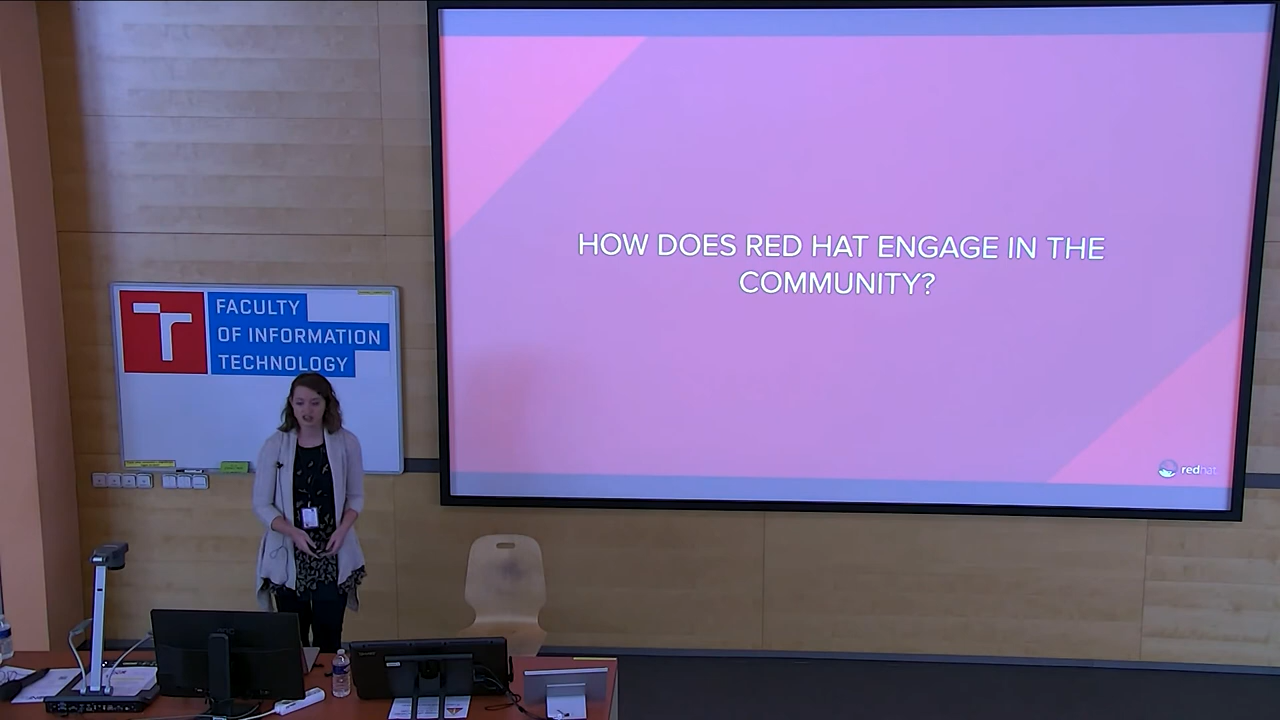 HOW DOES RED HAT ENGAGE IN THE
COMMUNITY?
redhat.
T
FACULTY
OF INFORMATION
TECHNOLOGY